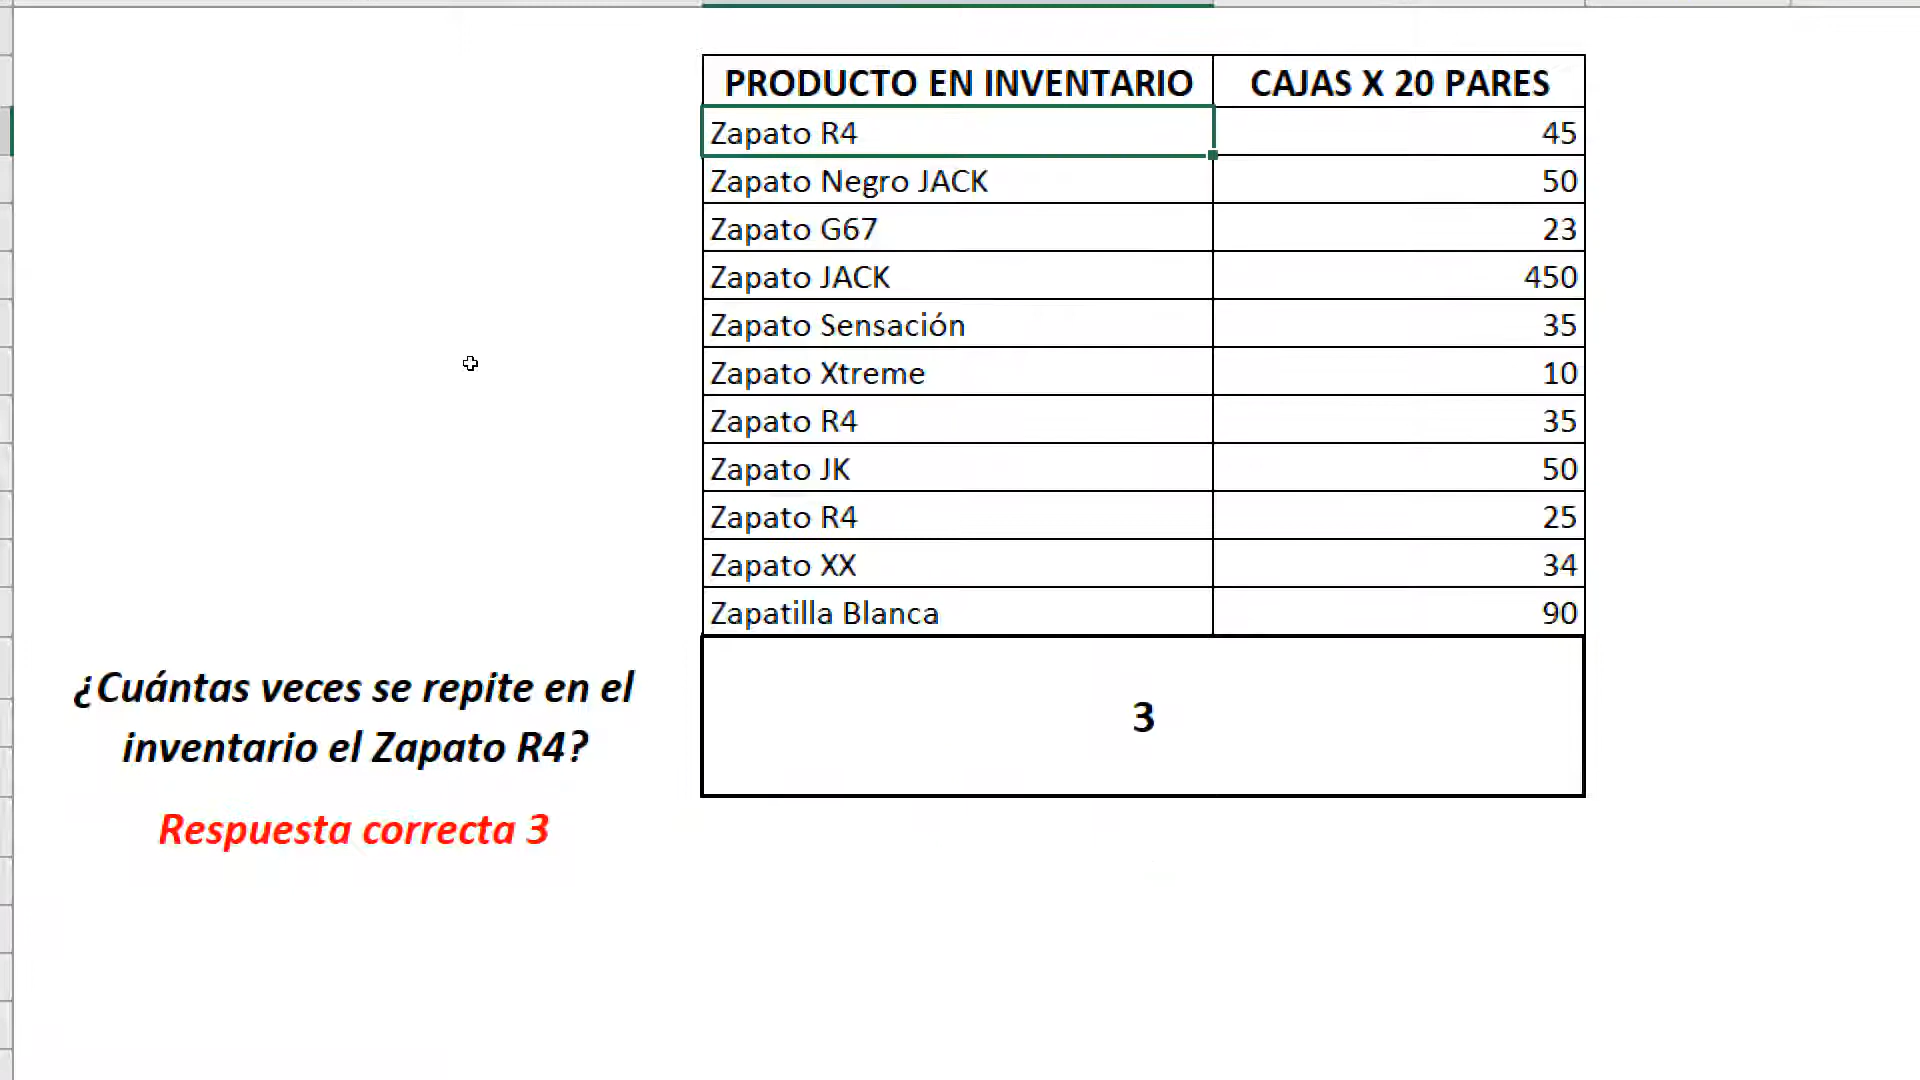 PRODUCTO EN INVENTARIO CAJAS X 20 PARES
Zapato R4 45
Zapato Negro JACK 50
Zapato G67 23
Zapato JACK 450
Zapato Sensación 35
Zapato Xtreme 10
Zapato R4 35
Zapato JK 50
Zapato R4 25
Zapato XX 34
Zapatilla Blanca 90
¿Cuántas veces se repite en el
inventario el Zapato R4?
3
Respuesta correcta 3